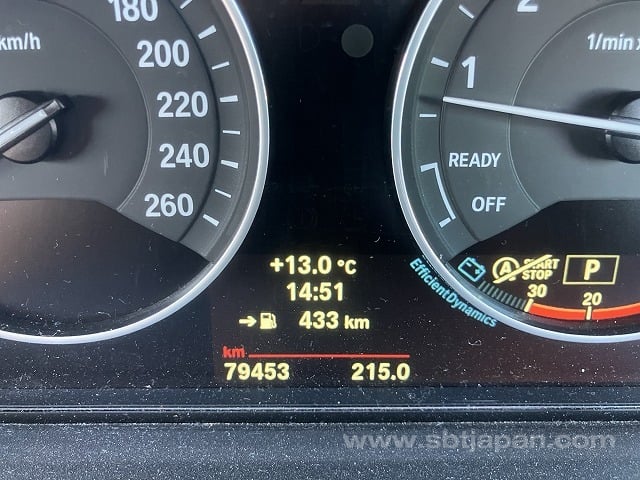 km/h
180
200
220
240
260
2
1/min
1
READY
OFF
+13.0 °C
14:51
433 km
km
79453 215.0
A START
STOP
P
30
20
EfficientDynamics
www.sbtjapan.com